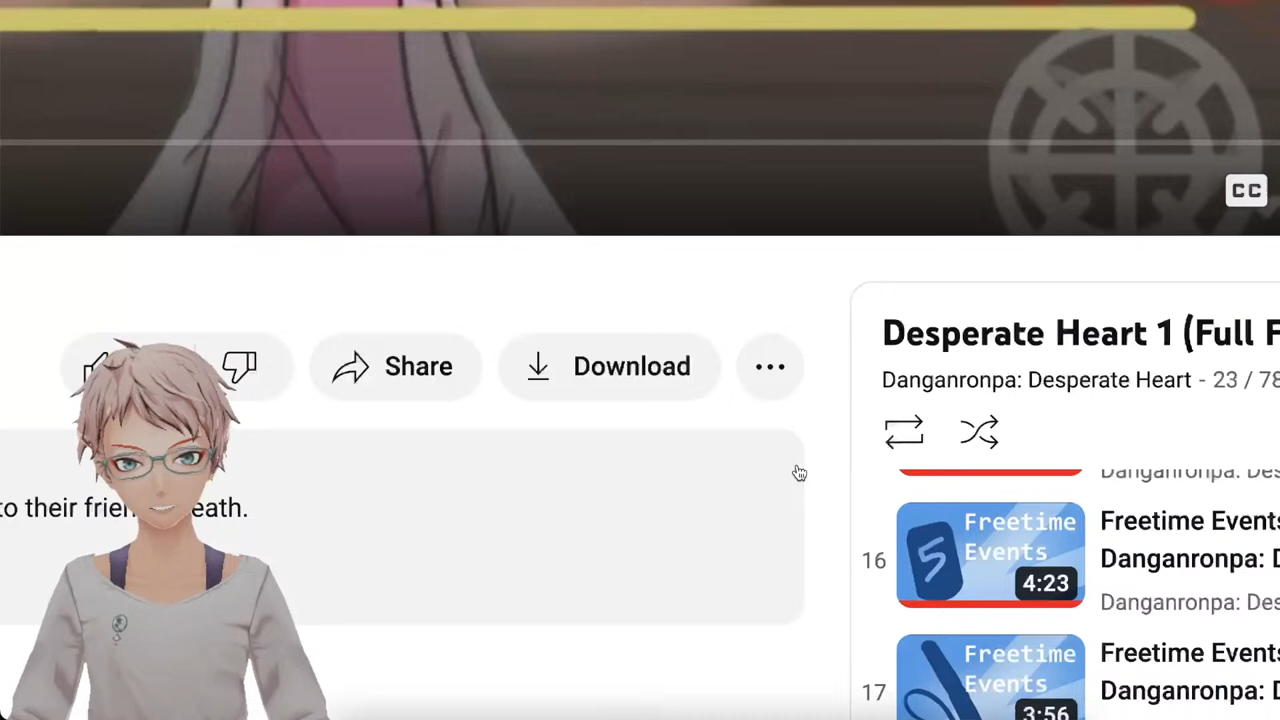 CC
Share
Download
Desperate Heart 1 (Full F
Danganronpa: Desperate Heart - 23 / 78
to their frien eath.
Danganronpa: Des
16
Freetime
Events
4:23
Freetime Events
Danganronpa: D
Danganronpa: Des
17
Freetime
Events
3:56
Freetime Events
Danganronpa: D